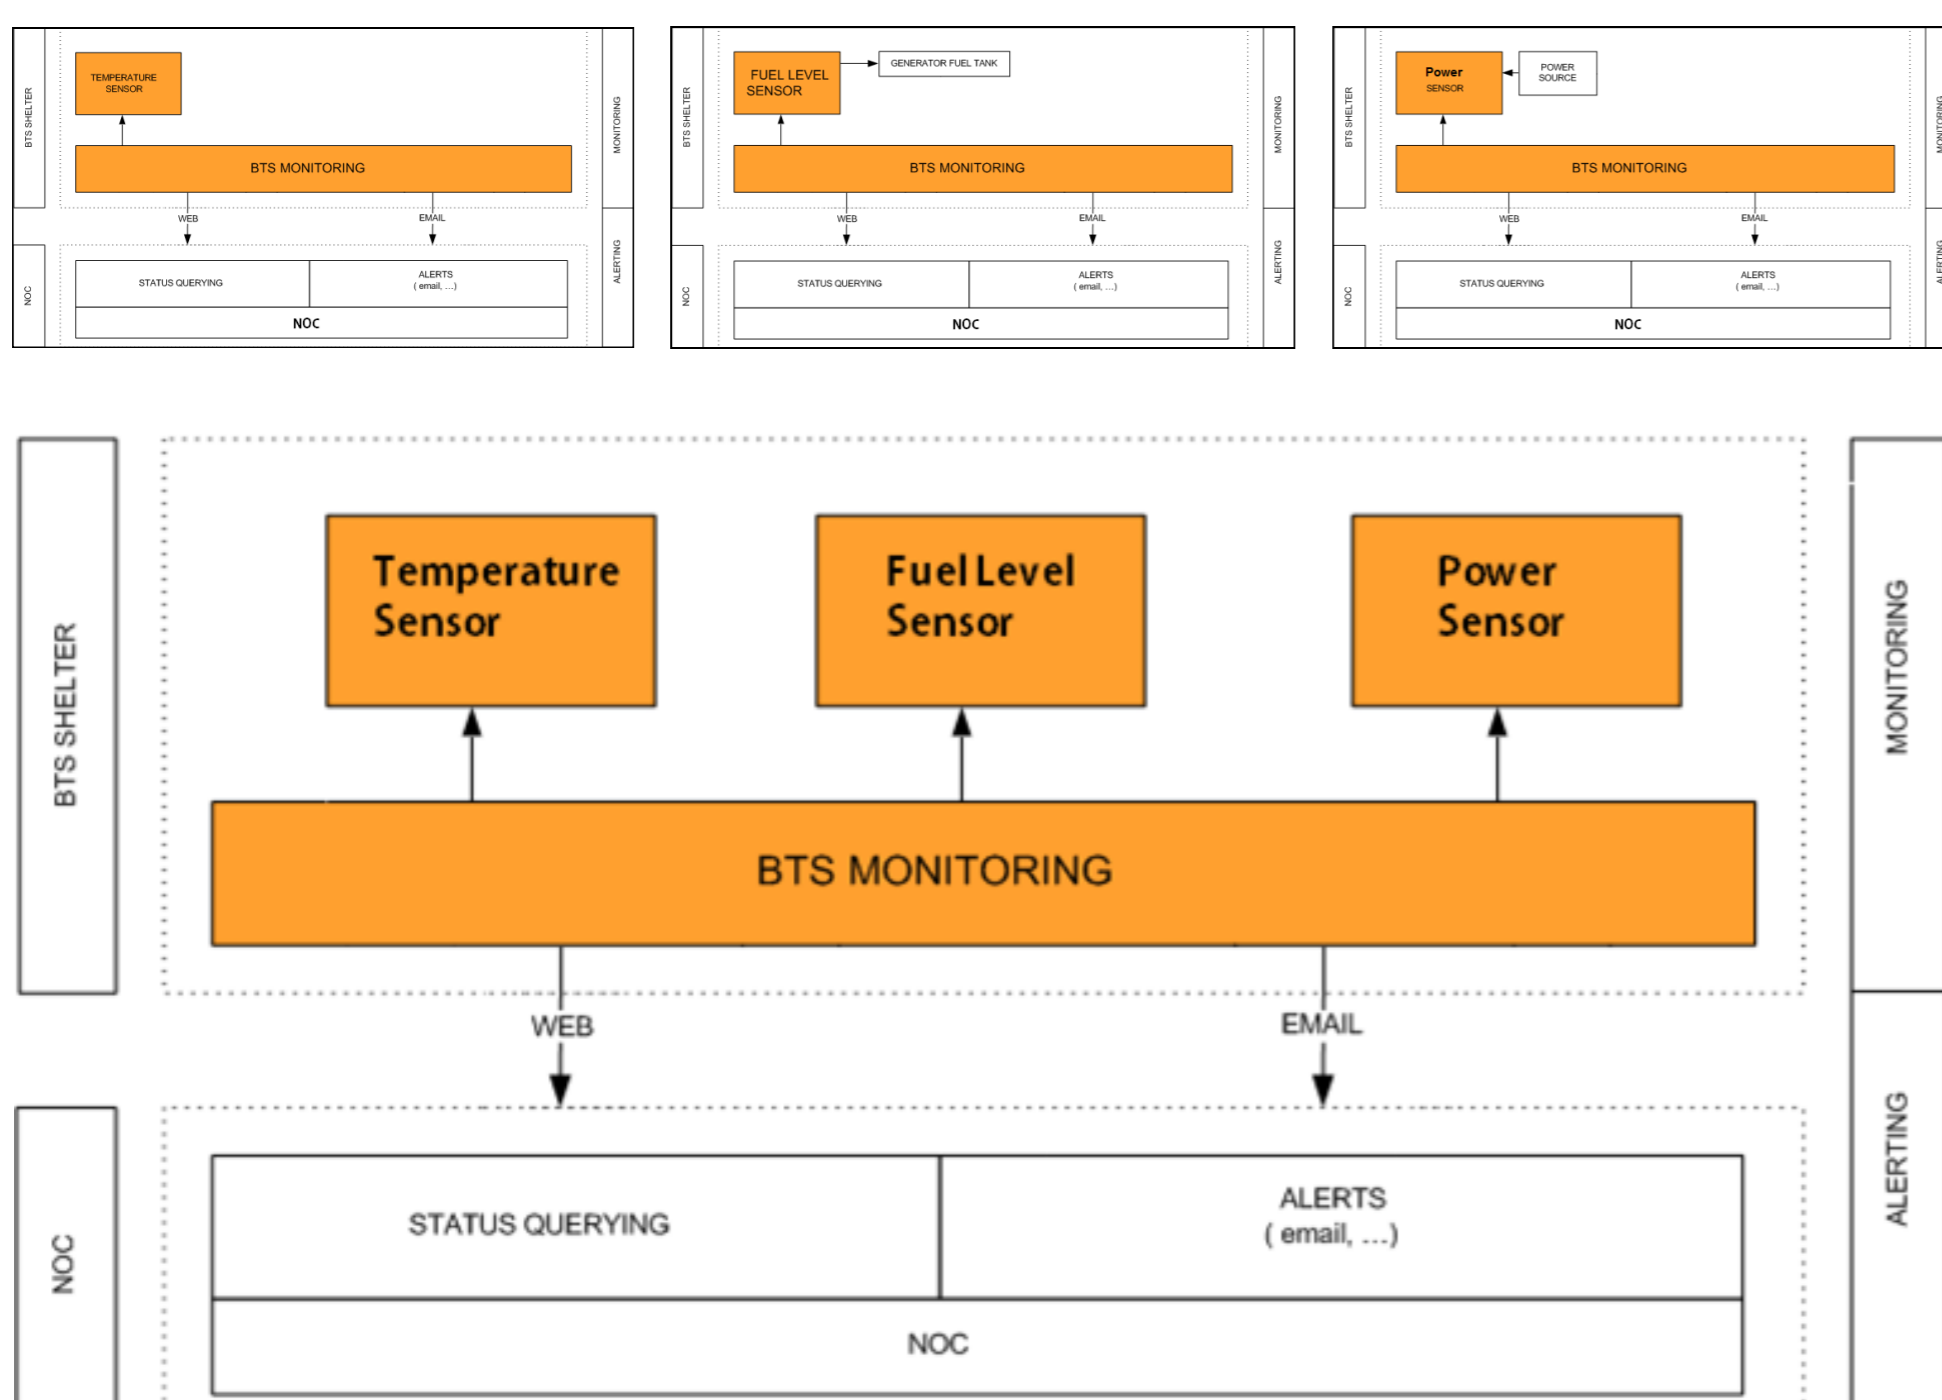 BTS SHELTER
TEMPERATURE
SENSOR
BTS MONITORING
MONITORING
WEB
EMAIL
NOC
STATUS QUERYING
ALERTS
( email, ...)
NOC
ALERTING
BTS SHELTER
FUEL LEVEL
SENSOR
GENERATOR FUEL TANK
BTS MONITORING
MONITORING
WEB
EMAIL
NOC
STATUS QUERYING
ALERTS
( email, ...)
NOC
ALERTING
BTS SHELTER
Power
SENSOR
POWER
SOURCE
BTS MONITORING
MONITORING
WEB
EMAIL
NOC
STATUS QUERYING
ALERTS
( email, ...)
NOC
ALERTING
BTS SHELTER
Temperature
Sensor
Fuel Level
Sensor
Power
Sensor
BTS MONITORING
MONITORING
WEB
EMAIL
NOC
STATUS QUERYING
ALERTS
( email, ...)
NOC
ALERTING